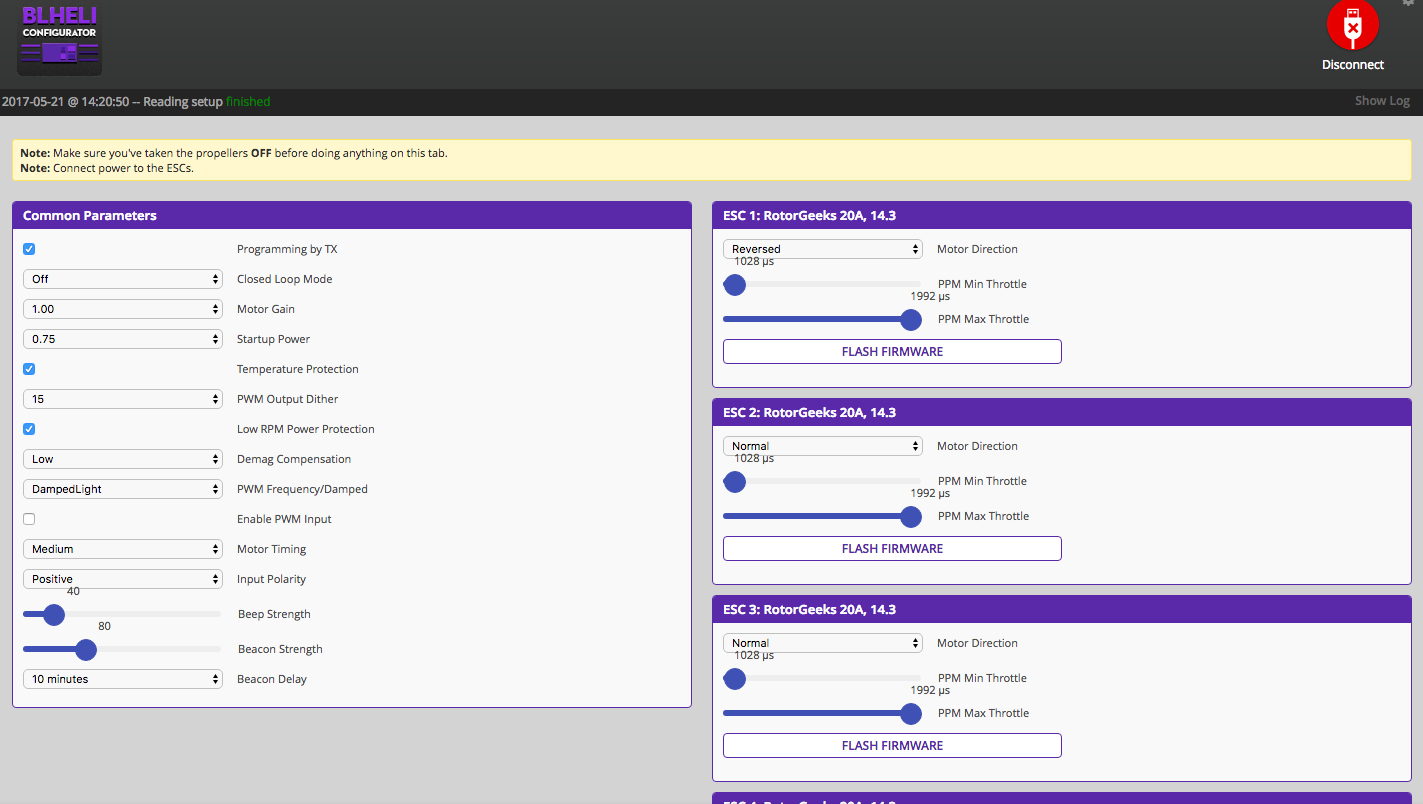 BLHELI
CONFIGURATOR
Disconnect
2017-05-21 @ 14:20:50 -- Reading setup finished
Show Log
Note: Make sure you've taken the propellers OFF before doing anything on this tab.
Note: Connect power to the ESCs.
Common Parameters
Programming by TX
Off Closed Loop Mode
1.00 Motor Gain
0.75 Startup Power
Temperature Protection
15 PWM Output Dither
Low RPM Power Protection
Low Demag Compensation
DampedLight PWM Frequency/Damped
Enable PWM Input
Medium Motor Timing
Positive Input Polarity
40
Beep Strength
80
Beacon Strength
10 minutes Beacon Delay
ESC 1: RotorGeeks 20A, 14.3
Reversed Motor Direction
1028 µs
PPM Min Throttle
1992 µs
PPM Max Throttle
FLASH FIRMWARE
ESC 2: RotorGeeks 20A, 14.3
Normal Motor Direction
1028 µs
PPM Min Throttle
1992 µs
PPM Max Throttle
FLASH FIRMWARE
ESC 3: RotorGeeks 20A, 14.3
Normal Motor Direction
1028 µs
PPM Min Throttle
1992 µs
PPM Max Throttle
FLASH FIRMWARE
ESC 4: RotorGeeks 20A, 14.3